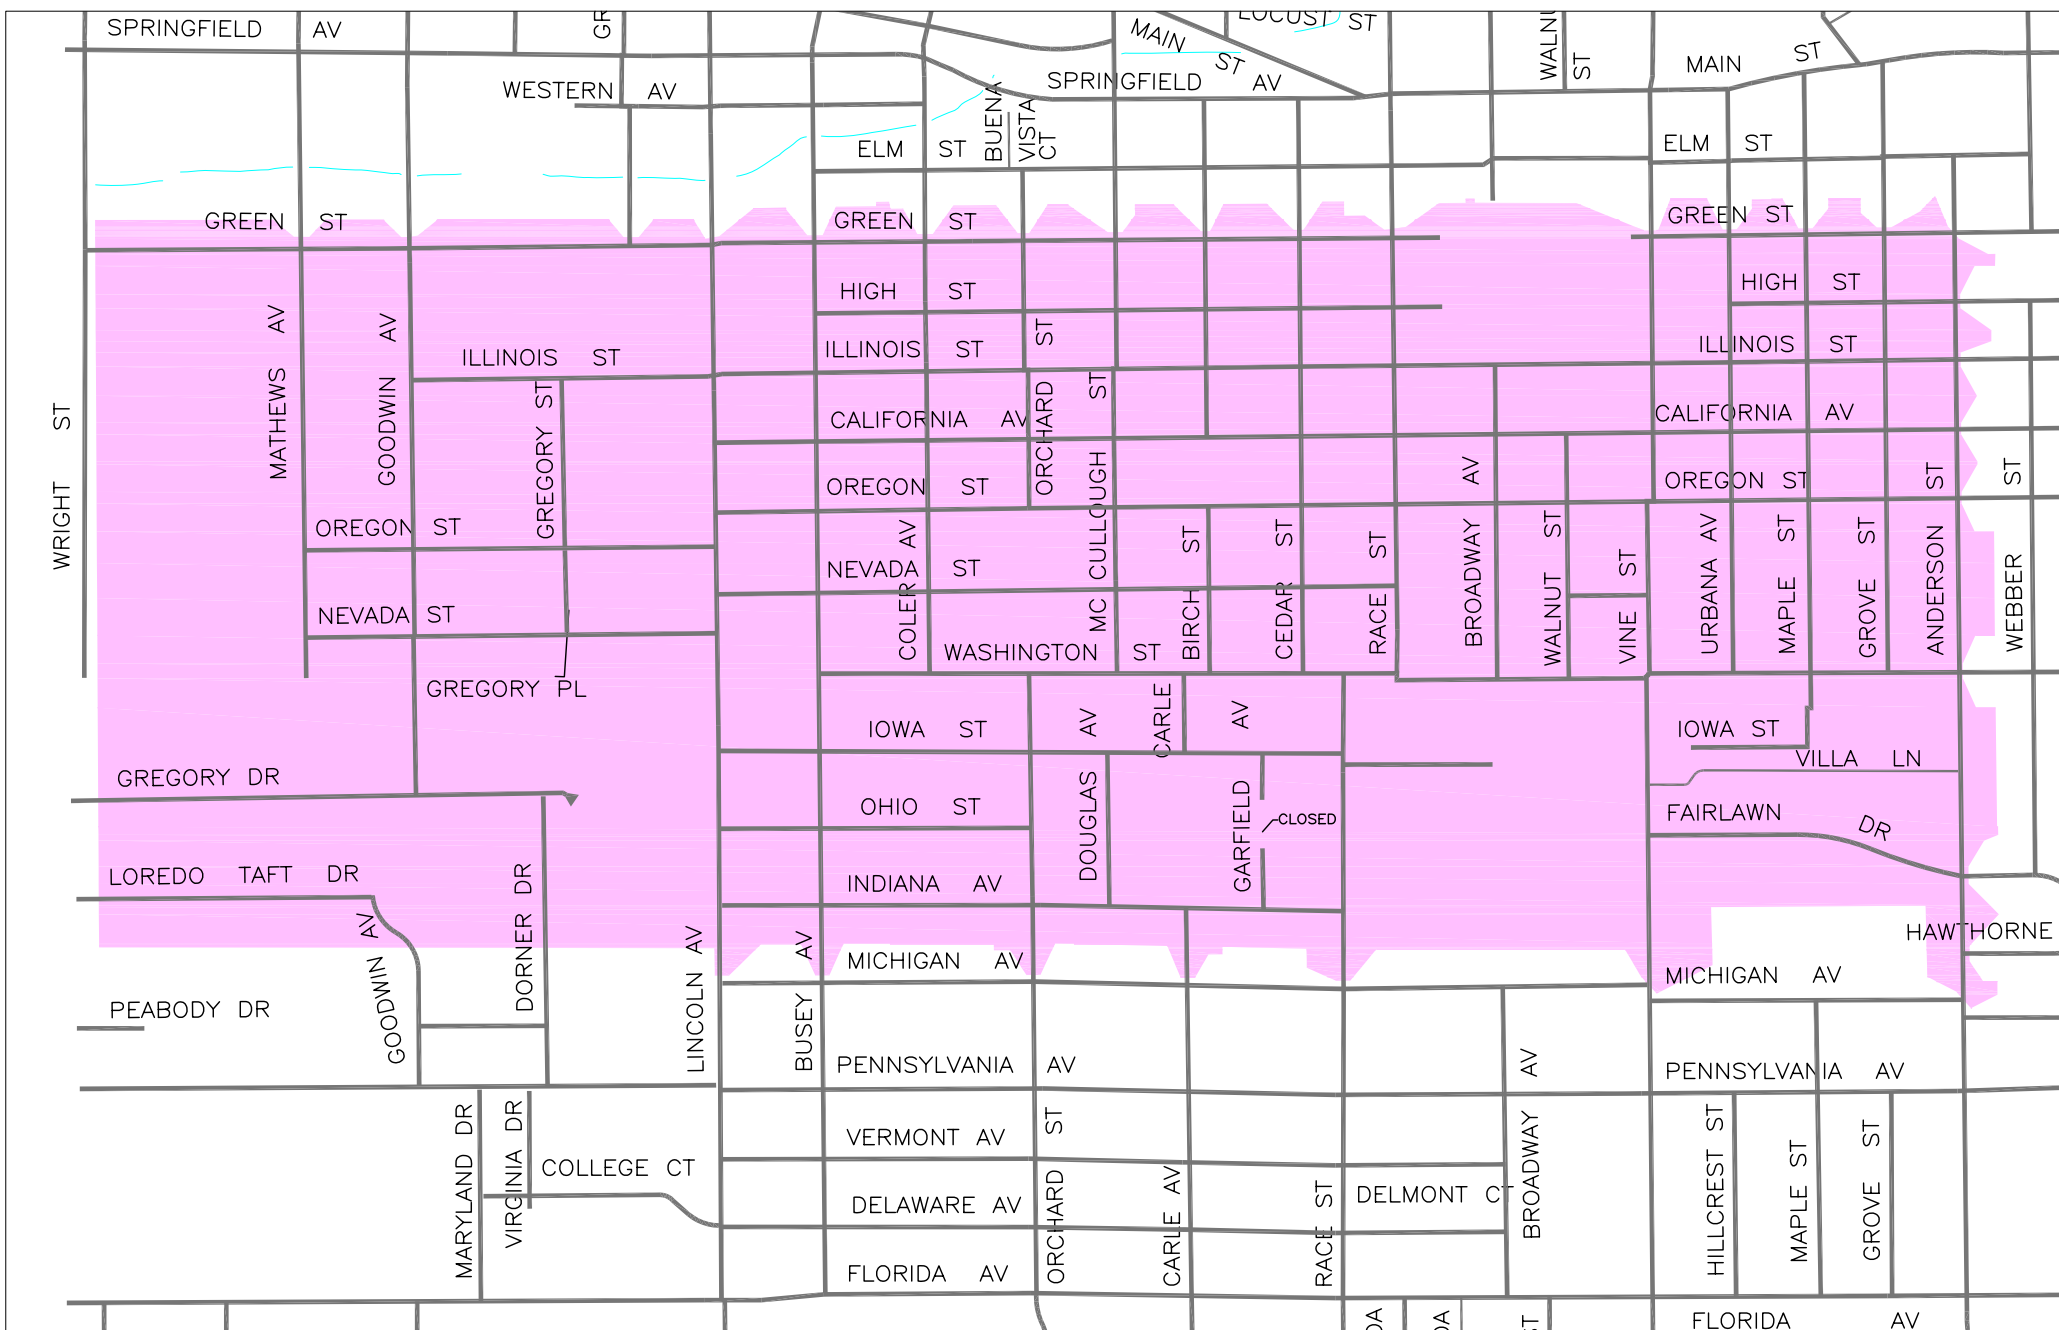 SPRINGFIELD AV
GR
MAIN ST
LOCUST ST
WALNU
ST
MAIN ST
WESTERN AV
SPRINGFIELD AV
BUENA
VISTA
CT
ELM ST
ELM ST
GREEN ST
GREEN ST
GREEN ST
HIGH ST
HIGH ST
ILLINOIS ST
ILLINOIS ST
ILLINOIS ST
CALIFORNIA AV
CALIFORNIA AV
OREGON ST
OREGON ST
OREGON ST
WRIGHT ST
MATHEWS AV
GOODWIN AV
GREGORY ST
ORCHARD ST
MC CULLOUGH ST
COLER AV
BIRCH ST
CEDAR ST
RACE ST
BROADWAY AV
WALNUT ST
VINE ST
URBANA AV
MAPLE ST
GROVE ST
ANDERSON ST
WEBBER ST
NEVADA ST
NEVADA ST
WASHINGTON ST
GREGORY PL
IOWA ST
IOWA ST
CARLE AV
DOUGLAS AV
GARFIELD
CLOSED
VILLA LN
GREGORY DR
OHIO ST
FAIRLAWN DR
LOREDO TAFT DR
INDIANA AV
GOODWIN AV
DORNER DR
LINCOLN AV
BUSEY AV
MICHIGAN AV
MICHIGAN AV
HAWTHORNE
PEABODY DR
PENNSYLVANIA AV
PENNSYLVANIA AV
BROADWAY AV
MARYLAND DR
VIRGINIA DR
COLLEGE CT
VERMONT AV
DELAWARE AV
DELMONT CT
ORCHARD ST
CARLE AV
RACE ST
HILLCREST ST
MAPLE ST
GROVE ST
FLORIDA AV
FLORIDA AV
DA
DA
ST